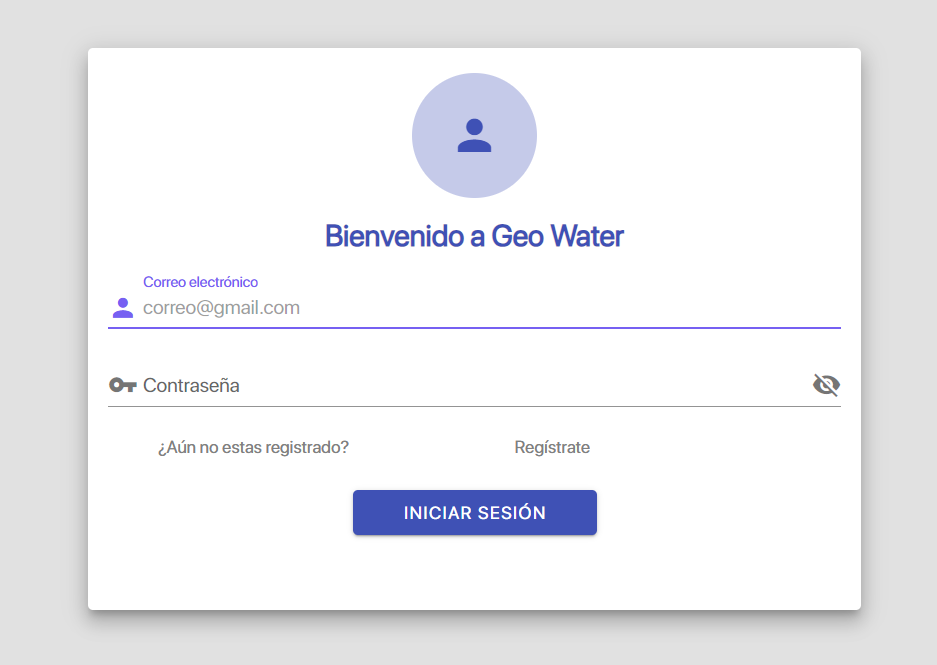 Bienvenido a Geo Water
Correo electrónico
correo@gmail.com
Contraseña
¿Aún no estas registrado? Regístrate
INICIAR SESIÓN